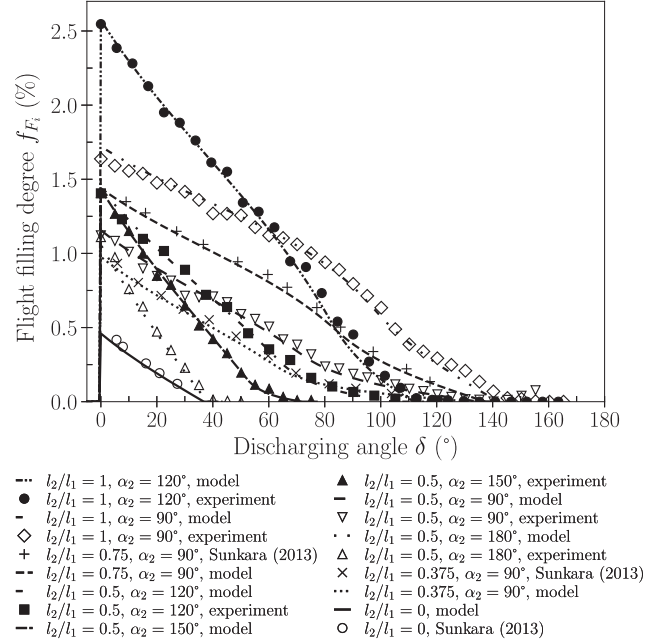 Flight filling degree f_{F_i} (%)
2.5
2.0
1.5
1.0
0.5
0.0
0 20 40 60 80 100 120 140 160 180
Discharging angle δ (°)
l₂/l₁ = 1, α₂ = 120°, model
l₂/l₁ = 1, α₂ = 120°, experiment
l₂/l₁ = 1, α₂ = 90°, model
l₂/l₁ = 1, α₂ = 90°, experiment
l₂/l₁ = 0.75, α₂ = 90°, Sunkara (2013)
l₂/l₁ = 0.75, α₂ = 90°, model
l₂/l₁ = 0.5, α₂ = 120°, model
l₂/l₁ = 0.5, α₂ = 120°, experiment
l₂/l₁ = 0.5, α₂ = 150°, model
l₂/l₁ = 0.5, α₂ = 150°, experiment
l₂/l₁ = 0.5, α₂ = 90°, model
l₂/l₁ = 0.5, α₂ = 90°, experiment
l₂/l₁ = 0.5, α₂ = 180°, model
l₂/l₁ = 0.5, α₂ = 180°, experiment
l₂/l₁ = 0.375, α₂ = 90°, Sunkara (2013)
l₂/l₁ = 0.375, α₂ = 90°, model
l₂/l₁ = 0, model
l₂/l₁ = 0, Sunkara (2013)